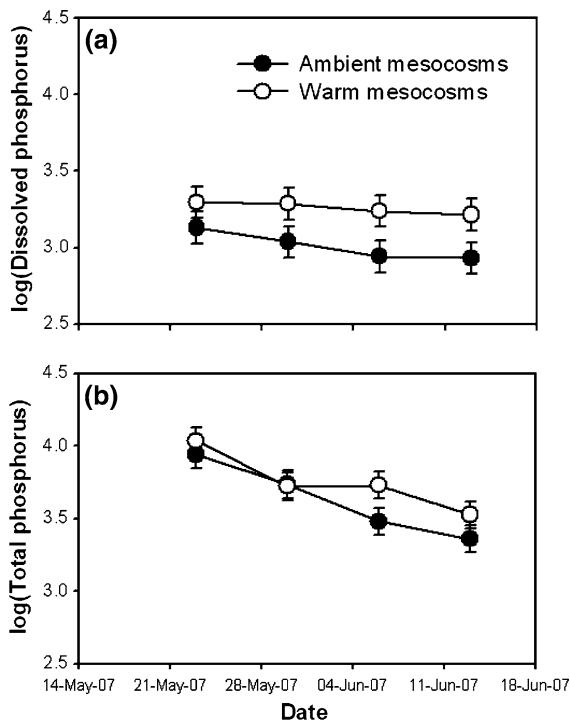 (a)
Ambient mesocosms
Warm mesocosms
log(Dissolved phosphorus)
4.5
4.0
3.5
3.0
2.5
(b)
log(Total phosphorus)
4.5
4.0
3.5
3.0
2.5
14-May-07 21-May-07 28-May-07 04-Jun-07 11-Jun-07 18-Jun-07
Date